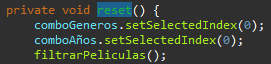 private void reset() {
comboGeneros.setSelectedIndex(0);
comboAños.setSelectedIndex(0);
filtrarPeliculas();